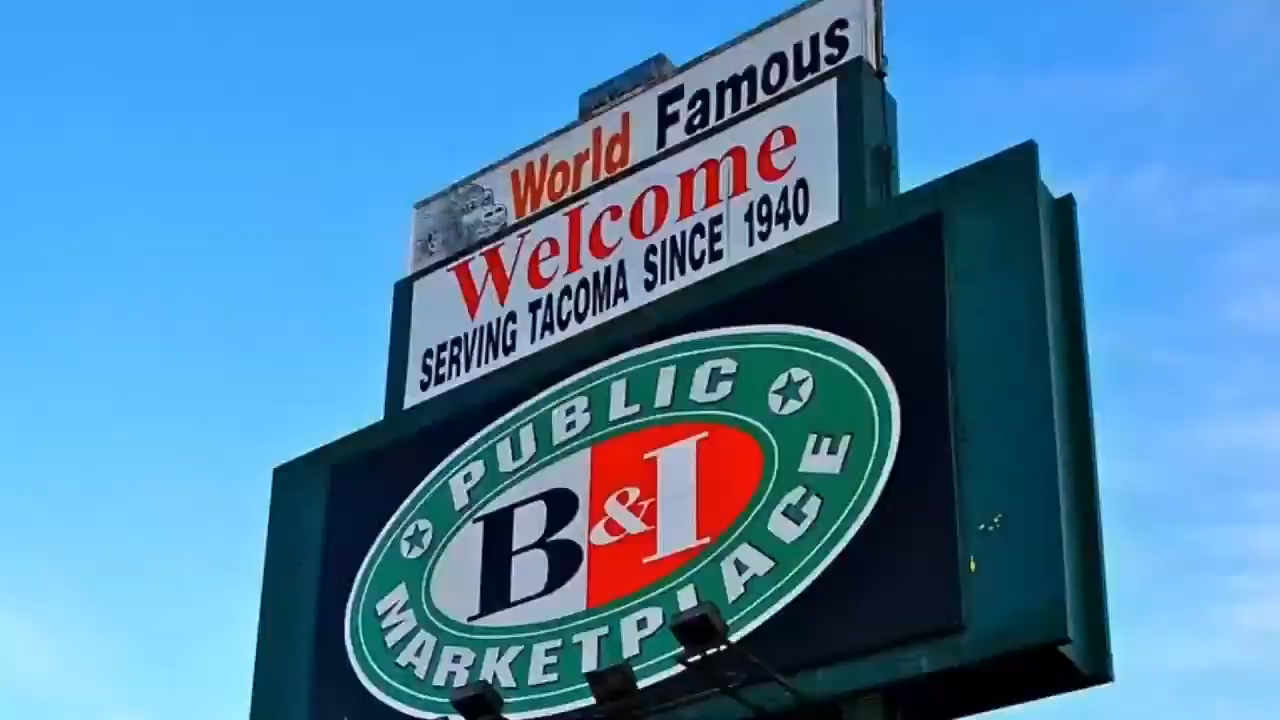 World Famous
Welcome
SERVING TACOMA SINCE 1940
PUBLIC
B&I
MARKETPLACE